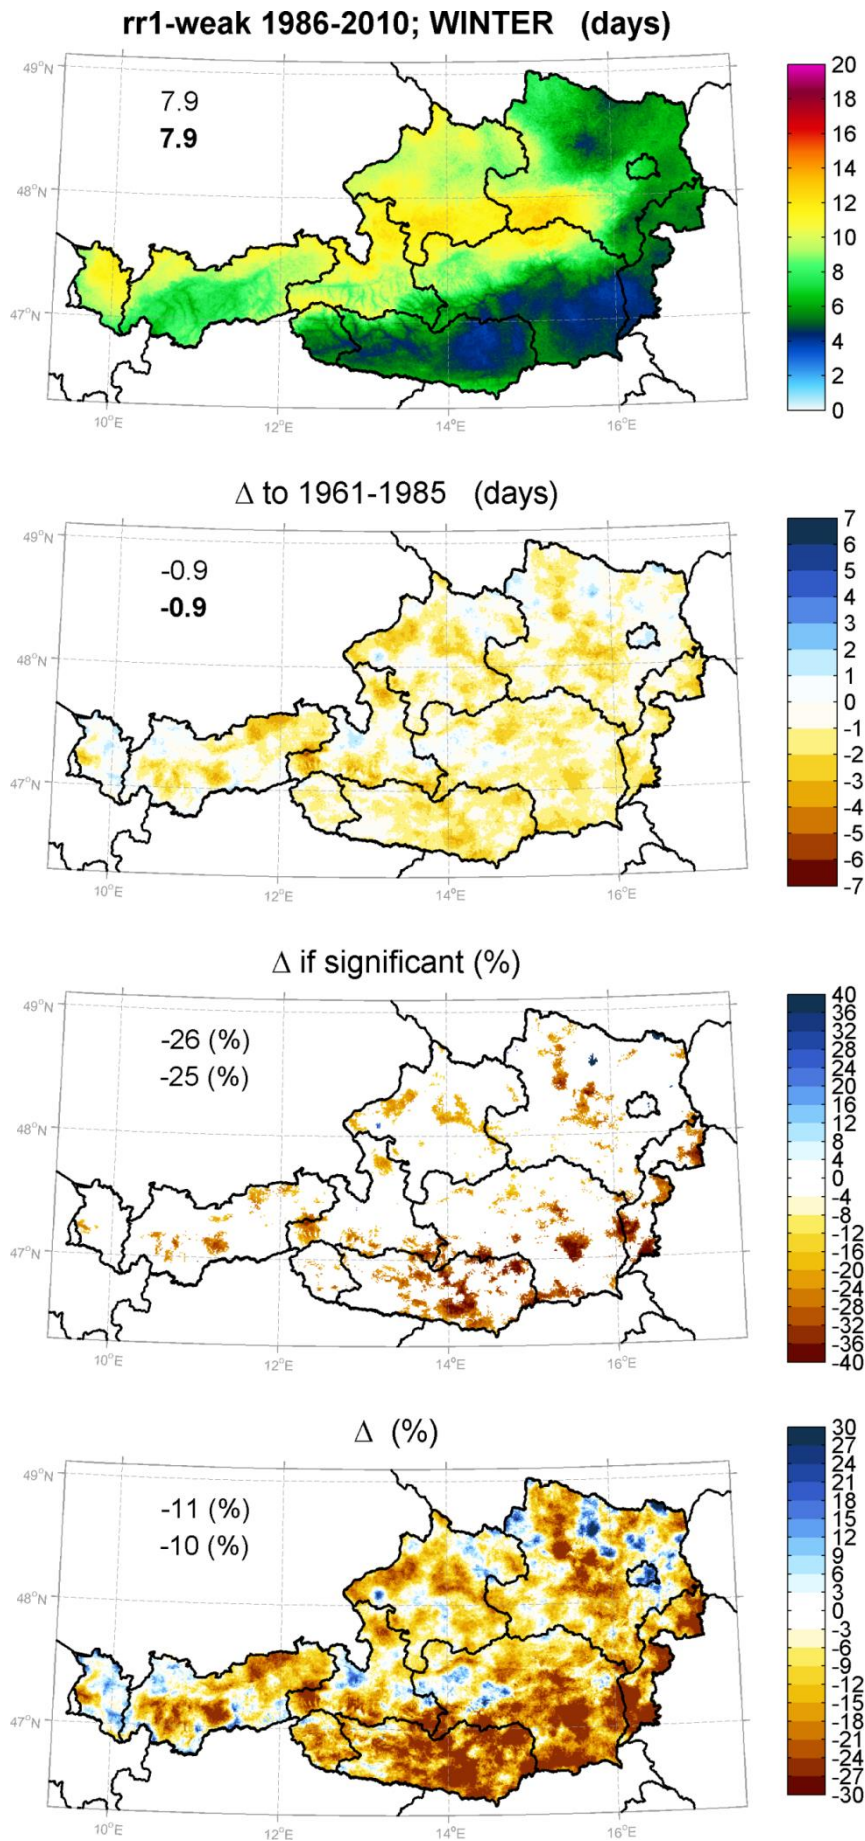 rr1-weak 1986-2010; WINTER (days)
7.9
7.9
49°N
48°N
47°N
10°E
12°E
14°E
16°E
20
18
16
14
12
10
8
6
4
2
0
Δ to 1961-1985 (days)
-0.9
-0.9
49°N
48°N
47°N
10°E
12°E
14°E
16°E
7
6
5
4
3
2
1
0
-1
-2
-3
-4
-5
-6
-7
Δ if significant (%)
-26 (%)
-25 (%)
49°N
48°N
47°N
10°E
12°E
14°E
16°E
40
36
32
28
24
20
16
12
8
4
0
-4
-8
-12
-16
-20
-24
-28
-32
-36
-40
Δ (%)
-11 (%)
-10 (%)
49°N
48°N
47°N
10°E
12°E
14°E
16°E
30
27
24
21
18
15
12
9
6
3
0
-3
-6
-9
-12
-15
-18
-21
-24
-27
-30